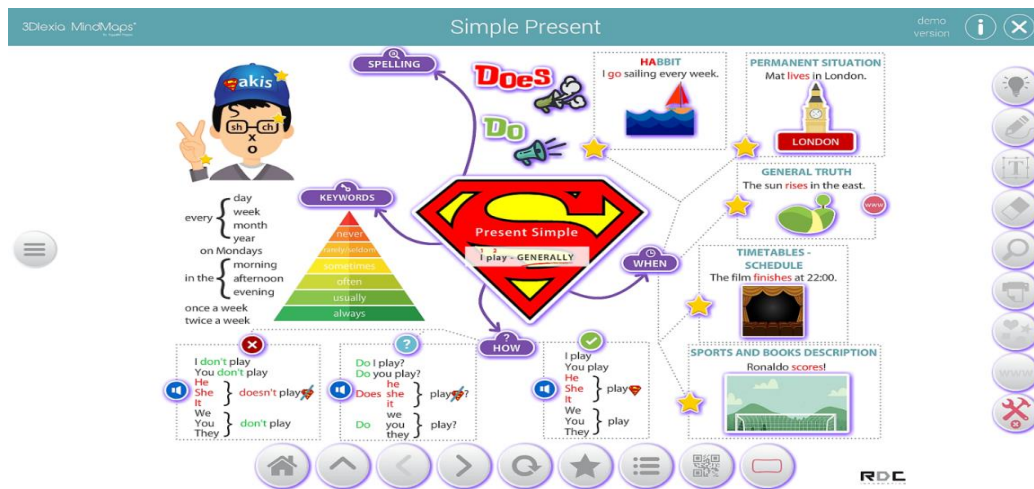 3Dlexia MindMaps
Simple Present
demo
version
SPELLING
DOES
DO
akis
S
sh ch
x
o
HABBIT
I go sailing every week.
PERMANENT SITUATION
Mat lives in London.
LONDON
GENERAL TRUTH
The sun rises in the east.
www
TIMETABLES -
SCHEDULE
The film finishes at 22:00.
SPORTS AND BOOKS DESCRIPTION
Ronaldo scores!
WHEN
Present Simple
1 2
I play - GENERALLY
KEYWORDS
every
day
week
month
year
on Mondays
in the
morning
afternoon
evening
once a week
twice a week
never
rarely/seldom
sometimes
often
usually
always
HOW
I don't play
You don't play
He
She doesn't play
It
We
You don't play
They
?
Do I play?
Do you play?
he
Does she play ?
it
we
Do you play?
they
I play
You play
He
She play
It
We
You play
They
T
www
RDC